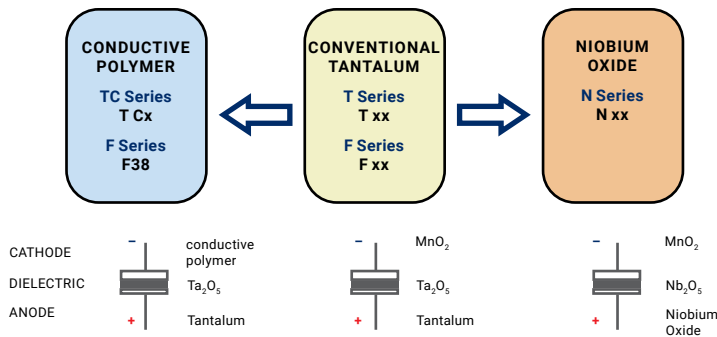 CONDUCTIVE
POLYMER
TC Series
T Cx
F Series
F38
CONVENTIONAL
TANTALUM
T Series
T xx
F Series
F xx
NIOBIUM
OXIDE
N Series
N xx
CATHODE
DIELECTRIC
ANODE
–
conductive
polymer
Ta₂O₅
+
Tantalum
–
MnO₂
Ta₂O₅
+
Tantalum
–
MnO₂
Nb₂O₅
+
Niobium
Oxide